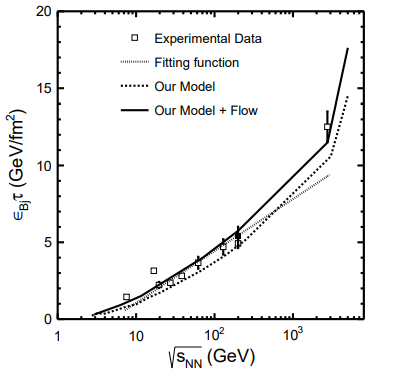 20
Experimental Data
Fitting function
15
Our Model
Our Model + Flow
10
ϵ_Bj τ (GeV/fm²)
5
0
1 10 10² 10³
√s_NN (GeV)